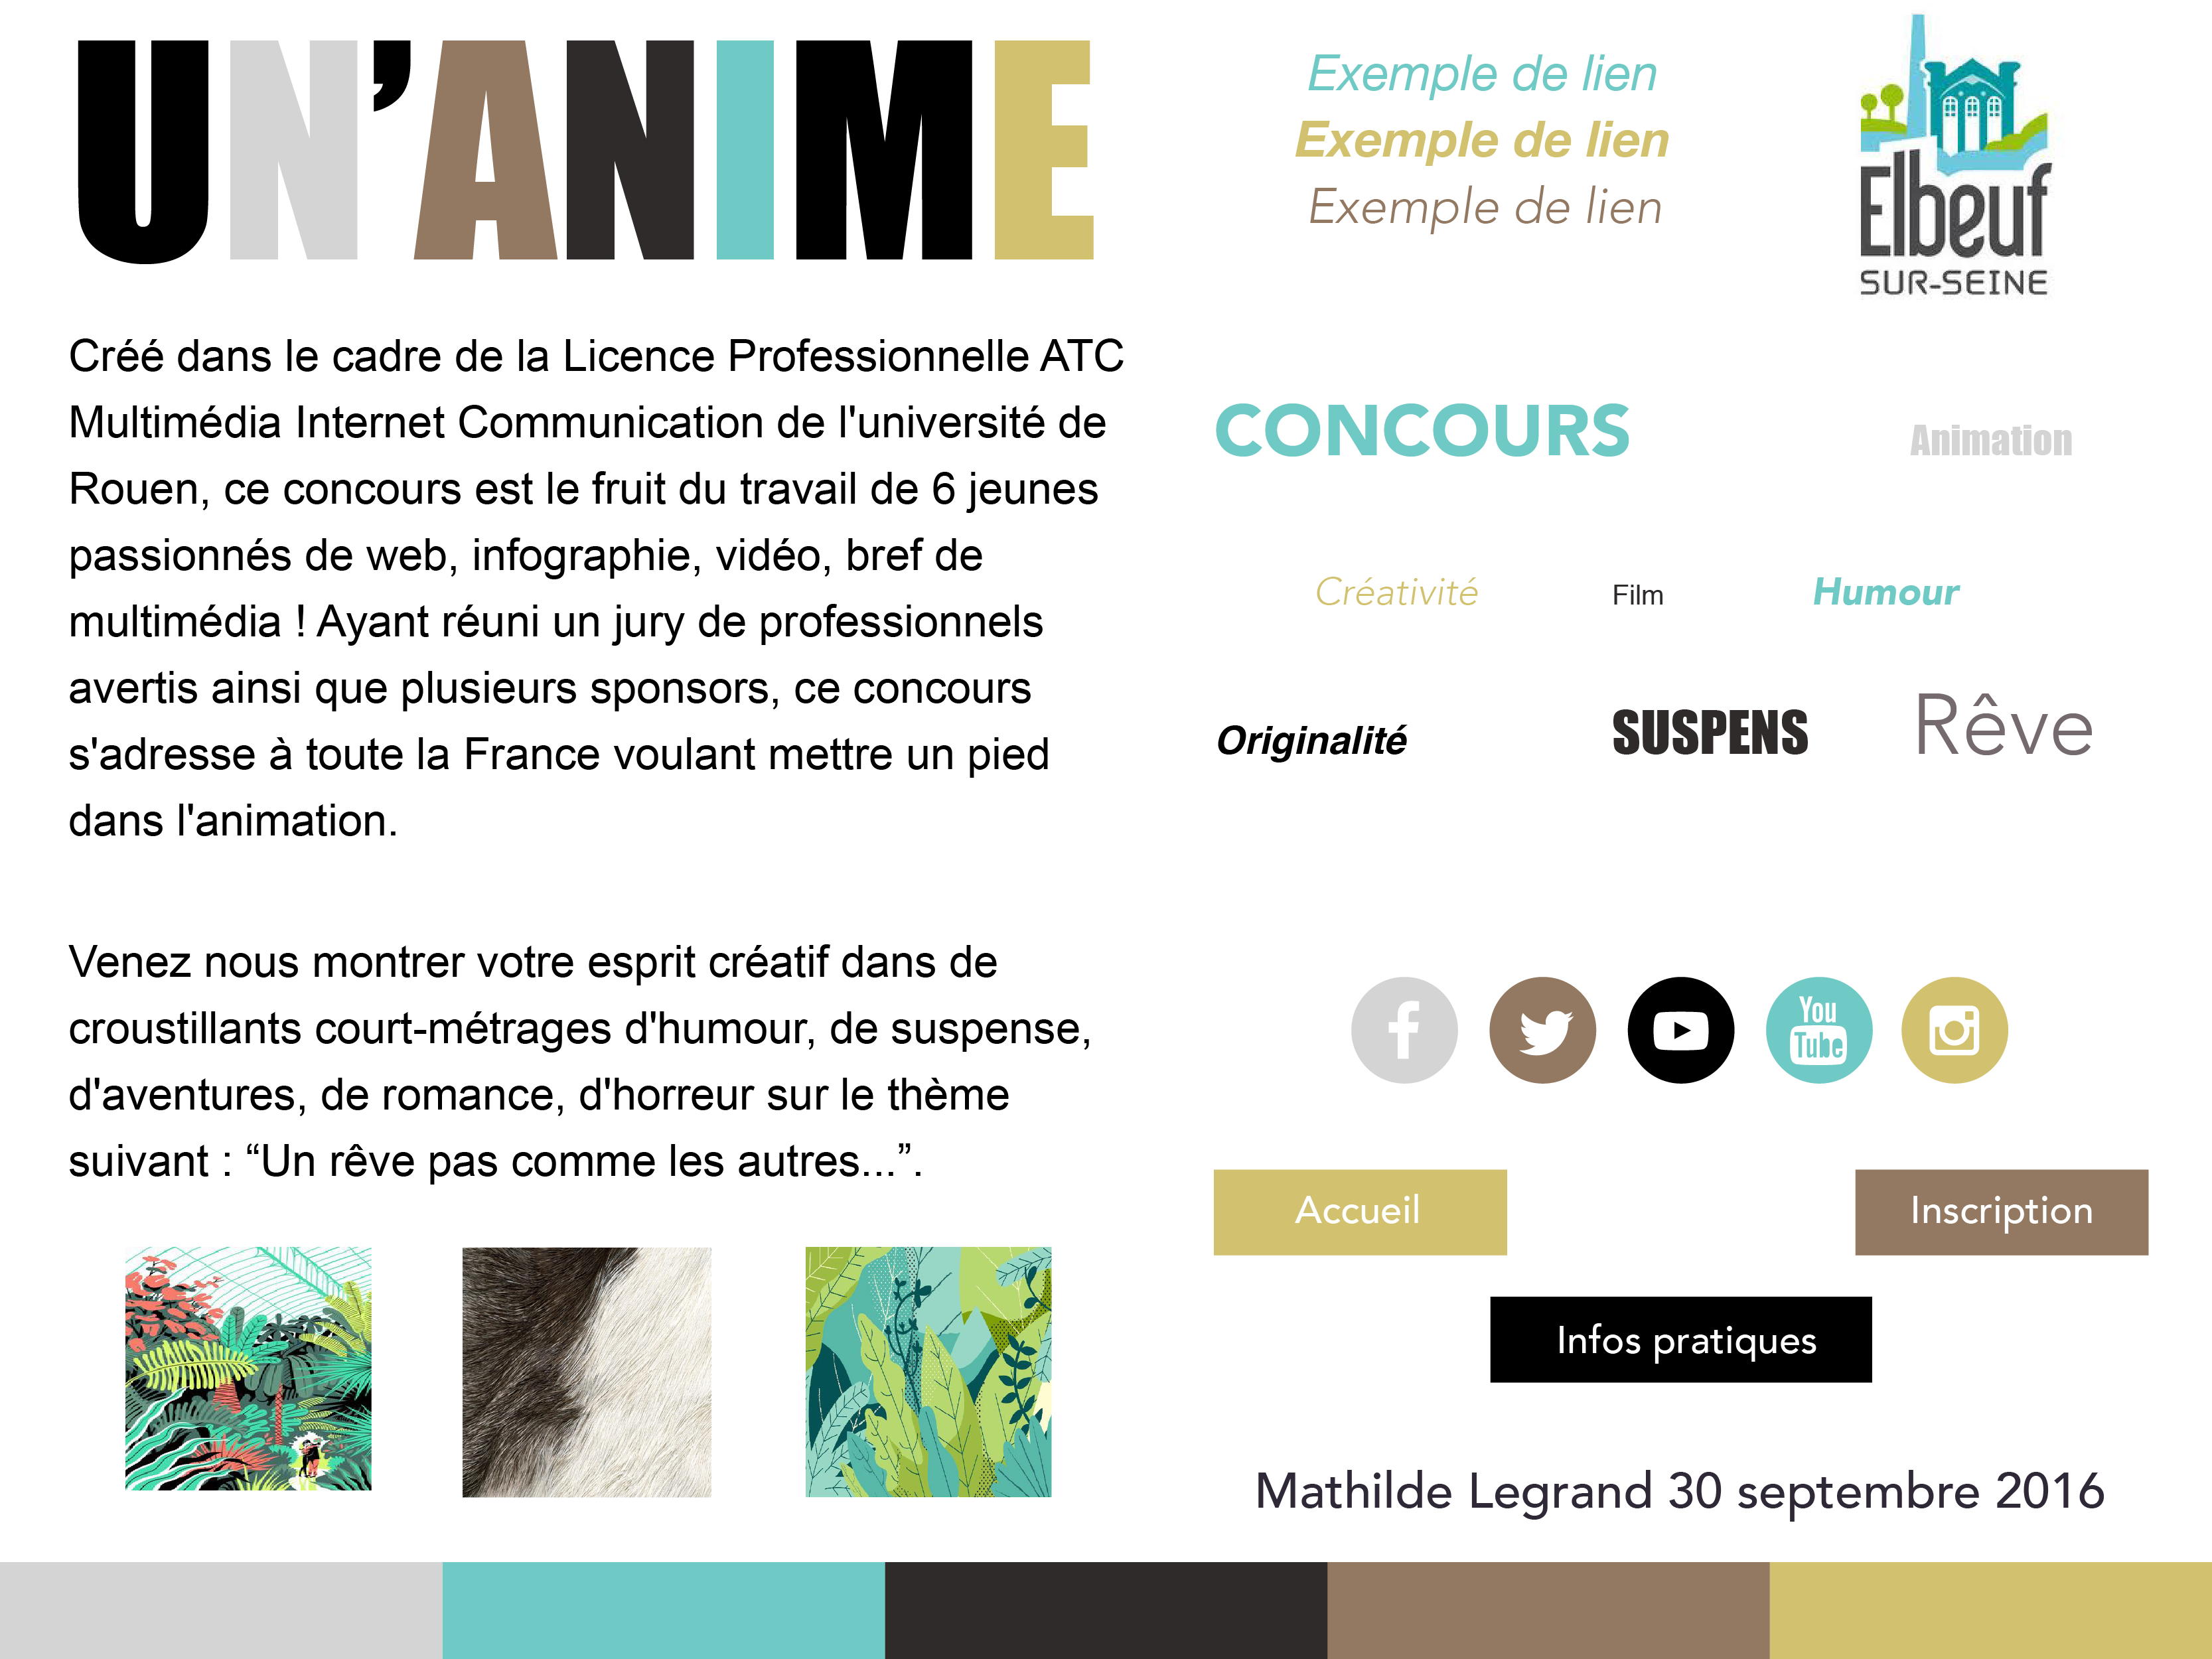 UN’ANIME
Créé dans le cadre de la Licence Professionnelle ATC
Multimédia Internet Communication de l'université de
Rouen, ce concours est le fruit du travail de 6 jeunes
passionnés de web, infographie, vidéo, bref de
multimédia ! Ayant réuni un jury de professionnels
avertis ainsi que plusieurs sponsors, ce concours
s'adresse à toute la France voulant mettre un pied
dans l'animation.
Venez nous montrer votre esprit créatif dans de
croustillants court-métrages d'humour, de suspense,
d'aventures, de romance, d'horreur sur le thème
suivant : “Un rêve pas comme les autres...”.
Exemple de lien
Exemple de lien
Exemple de lien
Elbeuf
SUR-SEINE
CONCOURS
Animation
Créativité
Film
Humour
Originalité
SUSPENS
Rêve
You
Tube
Accueil
Inscription
Infos pratiques
Mathilde Legrand 30 septembre 2016